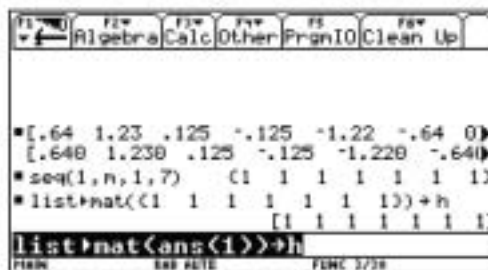 F1 F2 F3 F4 F5 F6
Algebra Calc Other PrgmIO Clean Up
▪[.64 1.23 .125 -.125 -1.22 -.64 0▶
[.640 1.230 .125 -.125 -1.220 -.640▶
▪seq(1,n,1,7) {1 1 1 1 1 1 1}
▪list▶mat({1 1 1 1 1 1 1})→h
[1 1 1 1 1 1 1]
list▶mat(ans(1))→h
MAIN RAD AUTO FUNC 3/30